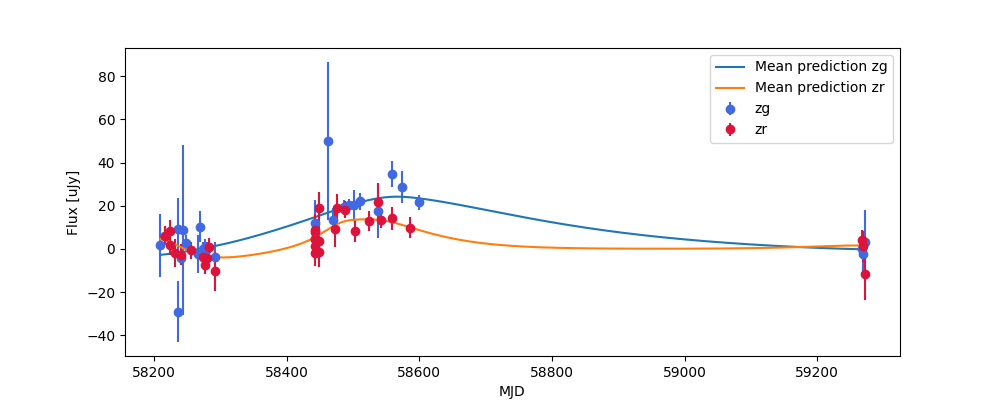 Mean prediction zg
Mean prediction zr
zg
zr
80
60
40
20
0
−20
−40
Flux [uJy]
58200
58400
58600
58800
59000
59200
MJD